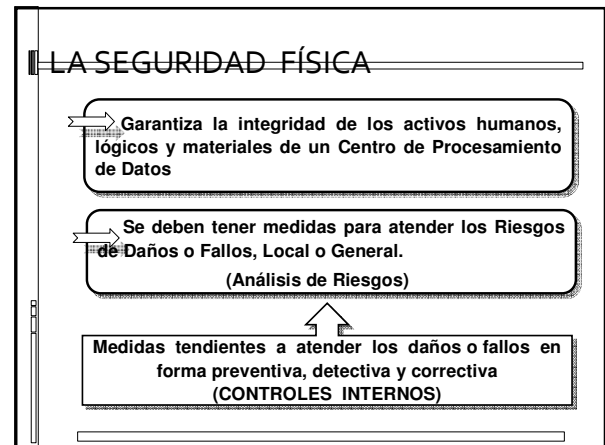 LA SEGURIDAD FÍSICA
Garantiza la integridad de los activos humanos,
lógicos y materiales de un Centro de Procesamiento
de Datos
Se deben tener medidas para atender los Riesgos
de Daños o Fallos, Local o General.
(Análisis de Riesgos)
Medidas tendientes a atender los daños o fallos en
forma preventiva, detectiva y correctiva
(CONTROLES INTERNOS)